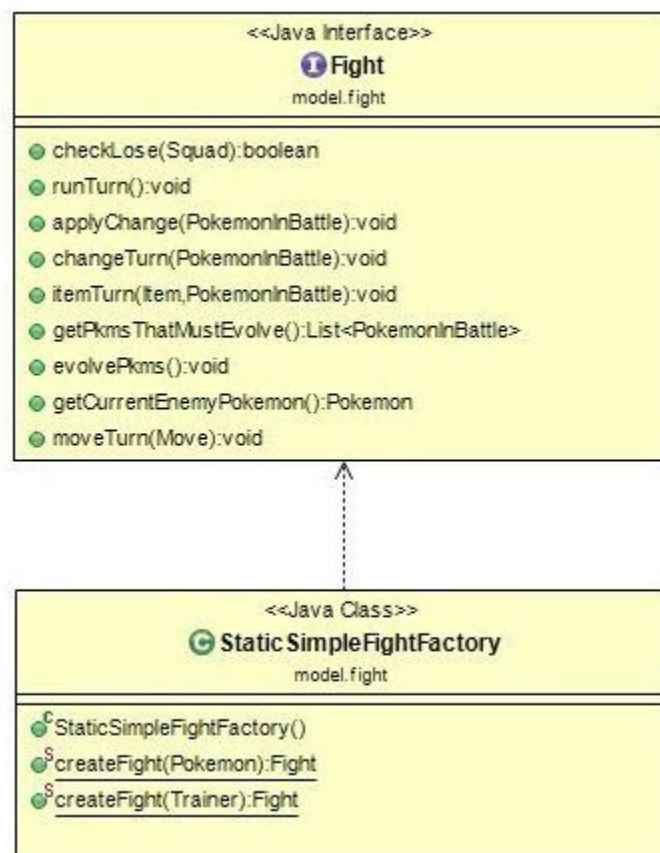 <<Java Interface>>
I Fight
model.fight
checkLose(Squad):boolean
runTurn():void
applyChange(PokemonInBattle):void
changeTurn(PokemonInBattle):void
itemTurn(Item,PokemonInBattle):void
getPkmsThatMustEvolve():List<PokemonInBattle>
evolvePkms():void
getCurrentEnemyPokemon():Pokemon
moveTurn(Move):void
<<Java Class>>
C StaticSimpleFightFactory
model.fight
C StaticSimpleFightFactory()
S createFight(Pokemon):Fight
S createFight(Trainer):Fight